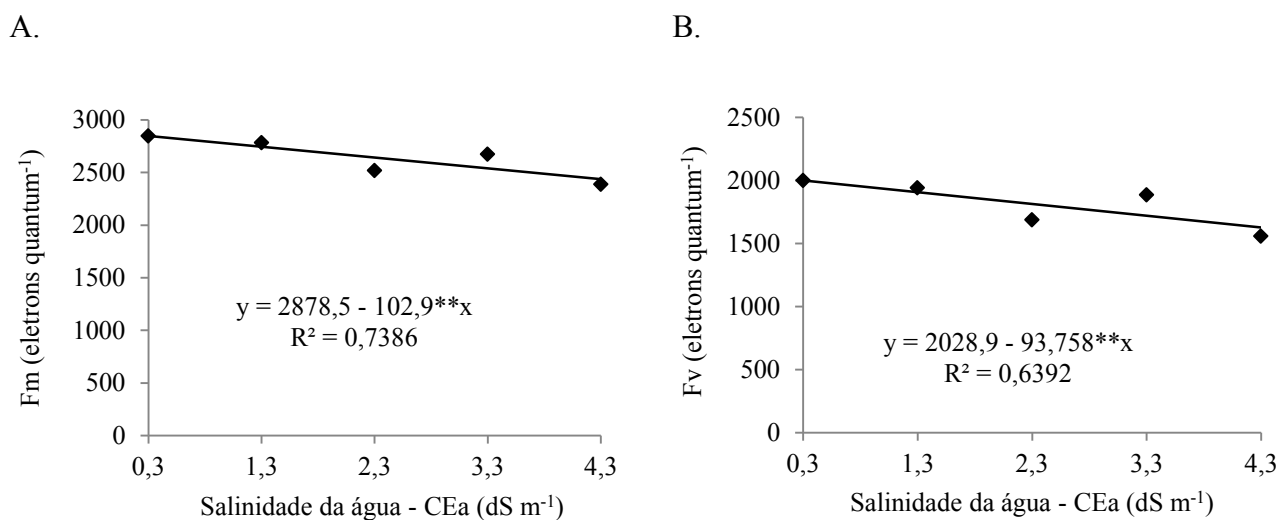 A.
Fm (eletrons quantum⁻¹)
3000
2500
2000
1500
1000
500
0
y = 2878,5 - 102,9**x
R² = 0,7386
0,3 1,3 2,3 3,3 4,3
Salinidade da água - CEa (dS m⁻¹)
B.
Fv (eletrons quantum⁻¹)
2500
2000
1500
1000
500
0
y = 2028,9 - 93,758**x
R² = 0,6392
0,3 1,3 2,3 3,3 4,3
Salinidade da água - CEa (dS m⁻¹)